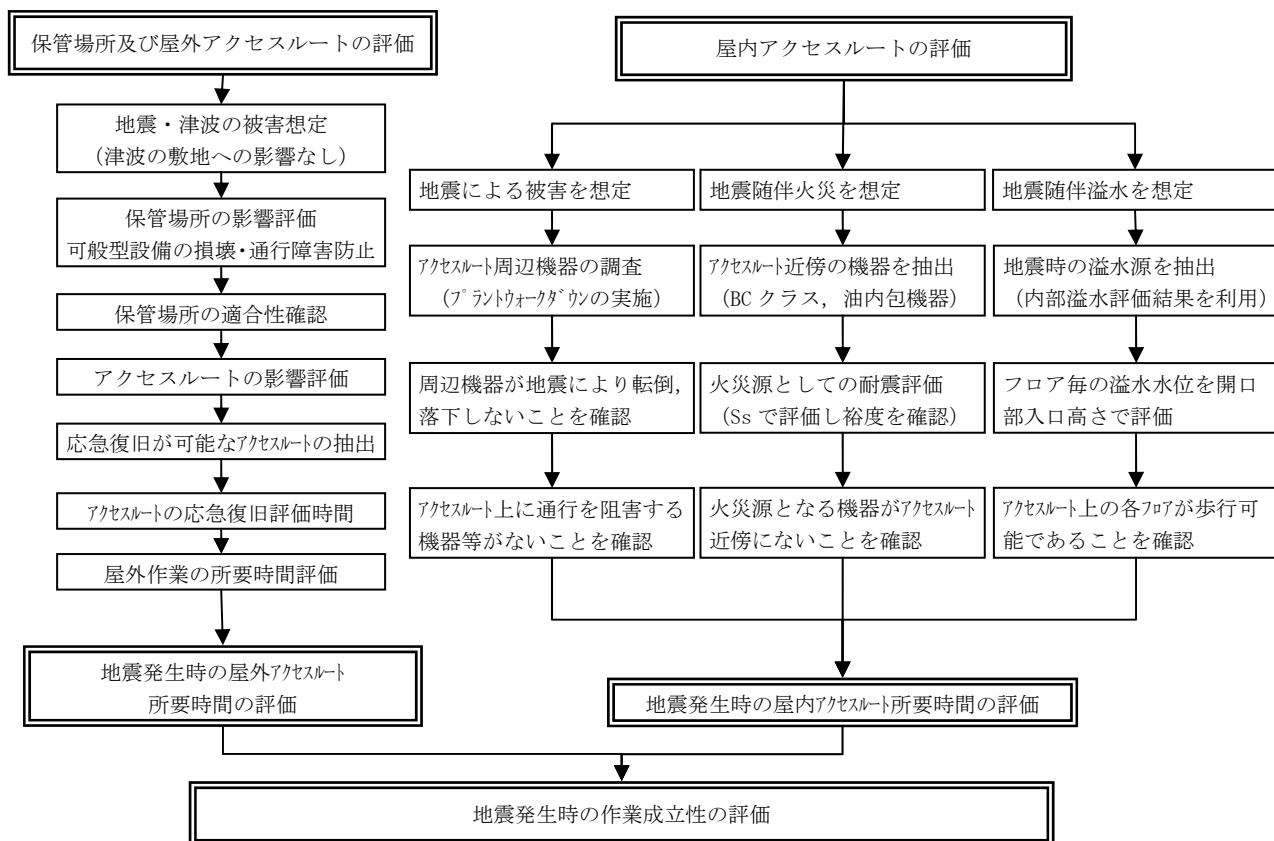 保管場所及び屋外アクセスルートの評価
地震・津波の被害想定
(津波の敷地への影響なし)
保管場所の影響評価
可般型設備の損壊・通行障害防止
保管場所の適合性確認
アクセスルートの影響評価
応急復旧が可能なアクセスルートの抽出
アクセスルートの応急復旧評価時間
屋外作業の所要時間評価
地震発生時の屋外アクセスルート
所要時間の評価
屋内アクセスルートの評価
地震による被害を想定
アクセスルート周辺機器の調査
(プラントウォークダウンの実施)
周辺機器が地震により転倒,
落下しないことを確認
アクセスルート上に通行を阻害する
機器等がないことを確認
地震随伴火災を想定
アクセスルート近傍の機器を抽出
(BC クラス, 油内包機器)
火災源としての耐震評価
(Ss で評価し裕度を確認)
火災源となる機器がアクセスルート
近傍にないことを確認
地震随伴溢水を想定
地震時の溢水源を抽出
(内部溢水評価結果を利用)
フロア毎の溢水水位を開口
部入口高さで評価
アクセスルート上の各フロアが歩行可
能であることを確認
地震発生時の屋内アクセスルート所要時間の評価
地震発生時の作業成立性の評価